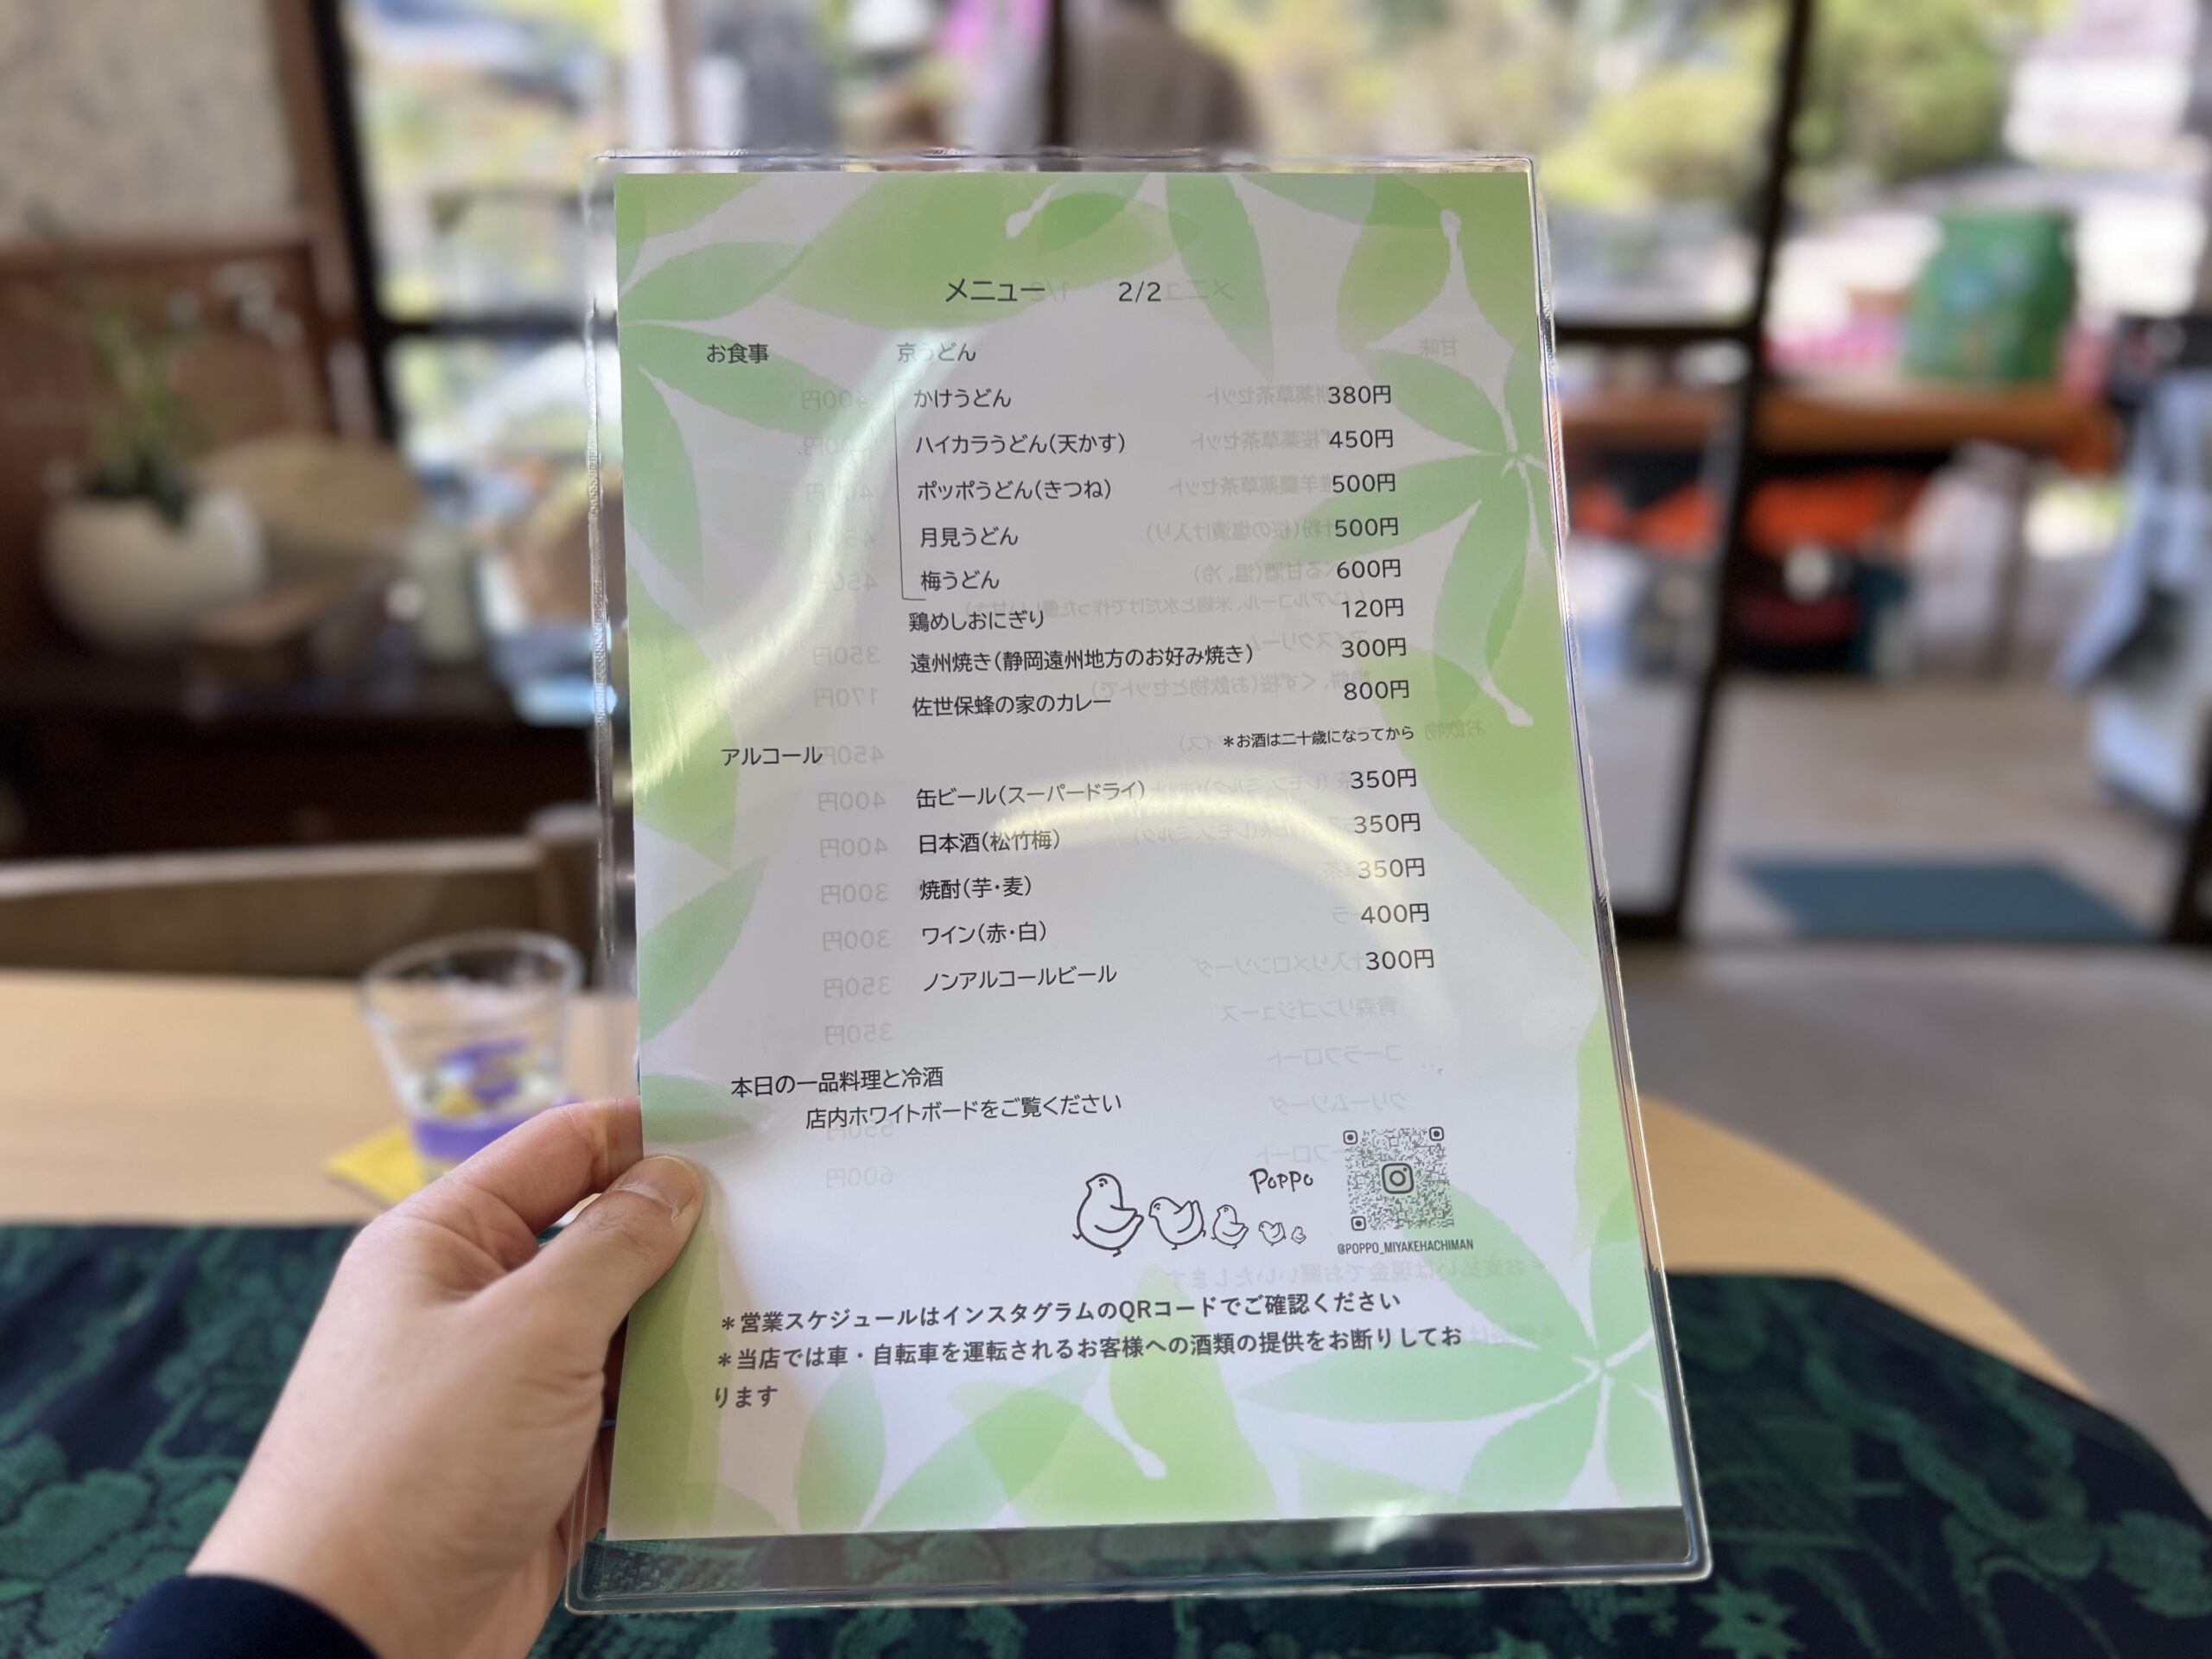 メニュー 2/2
お食事 京うどん
かけうどん 380円
ハイカラうどん(天かす) 450円
ポッポうどん(きつね) 500円
月見うどん 500円
梅うどん 600円
鶏めしおにぎり 120円
遠州焼き(静岡遠州地方のお好み焼き) 300円
佐世保蜂の家のカレー 800円
アルコール *お酒は二十歳になってから
缶ビール(スーパードライ) 350円
日本酒(松竹梅) 350円
焼酎(芋・麦) 350円
ワイン(赤・白) 400円
ノンアルコールビール 300円
本日の一品料理と冷酒
店内ホワイトボードをご覧ください
POPPO
@POPPO_MIYAKEHACHIMAN
*営業スケジュールはインスタグラムのQRコードでご確認ください
*当店では車・自転車を運転されるお客様への酒類の提供をお断りしてお
ります